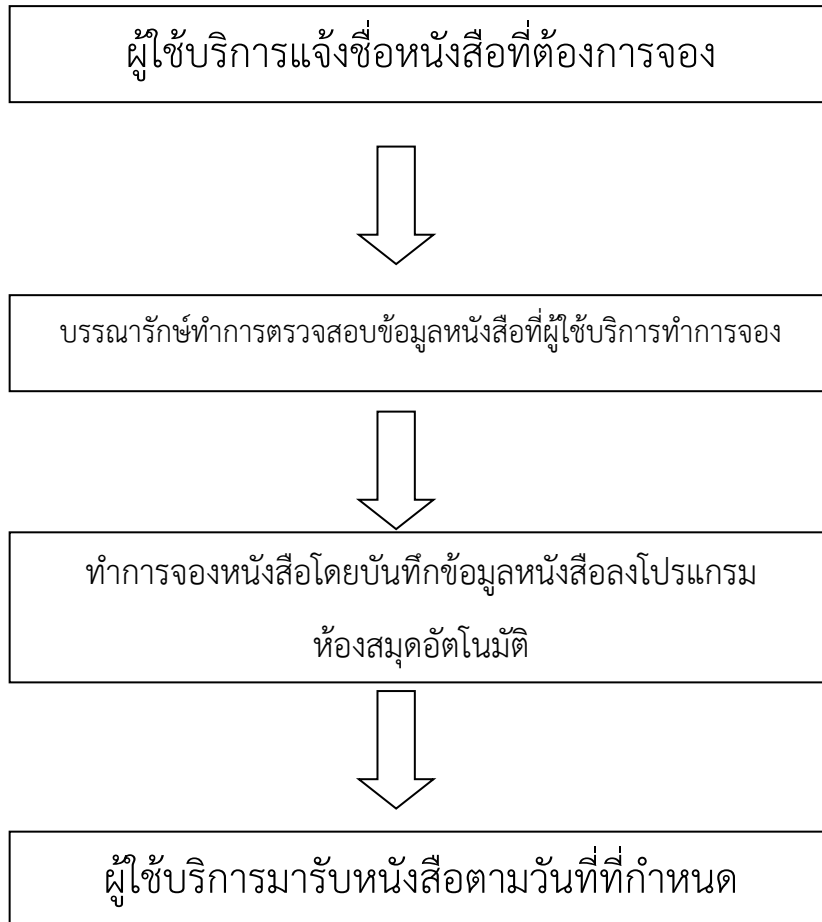 ผู้ใช้บริการแจ้งชื่อหนังสือที่ต้องการจอง
บรรณารักษ์ทำการตรวจสอบข้อมูลหนังสือที่ผู้ใช้บริการทำการจอง
ทำการจองหนังสือโดยบันทึกข้อมูลหนังสือลงโปรแกรม
ห้องสมุดอัตโนมัติ
ผู้ใช้บริการมารับหนังสือตามวันที่ที่กำหนด